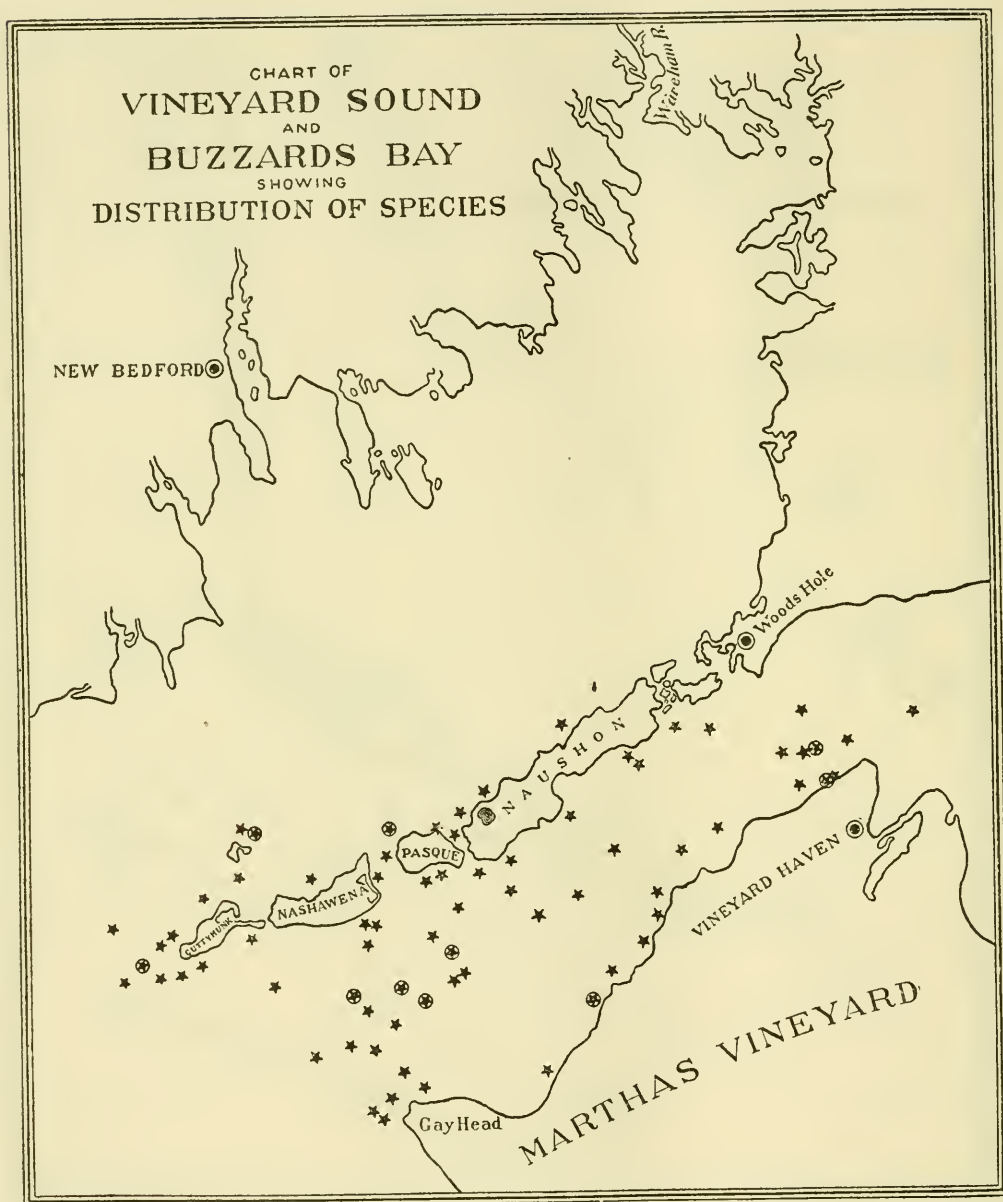 CHART OF
VINEYARD SOUND
AND
BUZZARDS BAY
SHOWING
DISTRIBUTION OF SPECIES
Wareham R.
NEW BEDFORD
Woods Hole
NAUSHON
PASQUE
NASHAWENA
CUTTYHUNK
VINEYARD HAVEN
MARTHAS VINEYARD
Gay Head